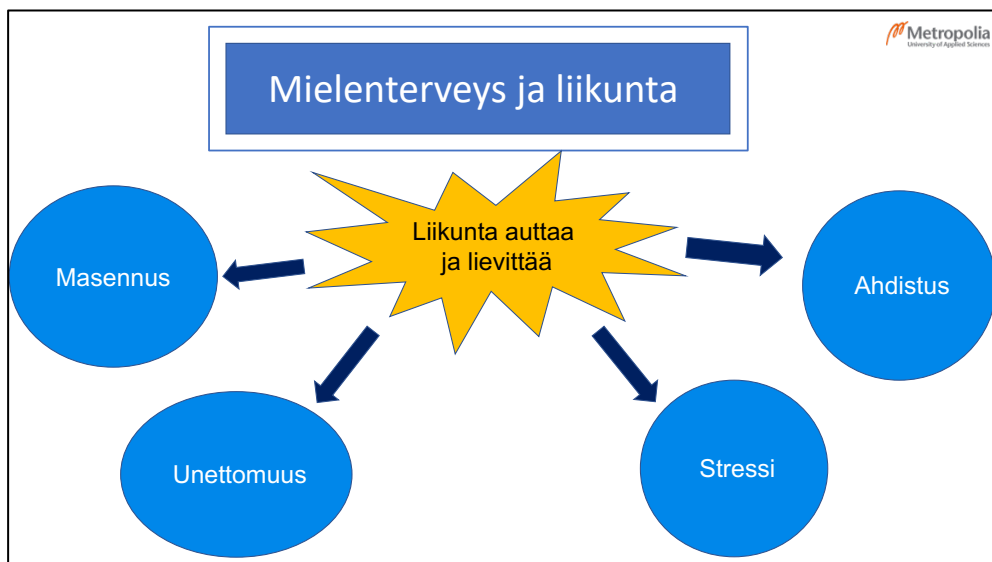 Metropolia
University of Applied Sciences
Mielenterveys ja liikunta
Liikunta auttaa
ja lievittää
Masennus
Ahdistus
Unettomuus
Stressi